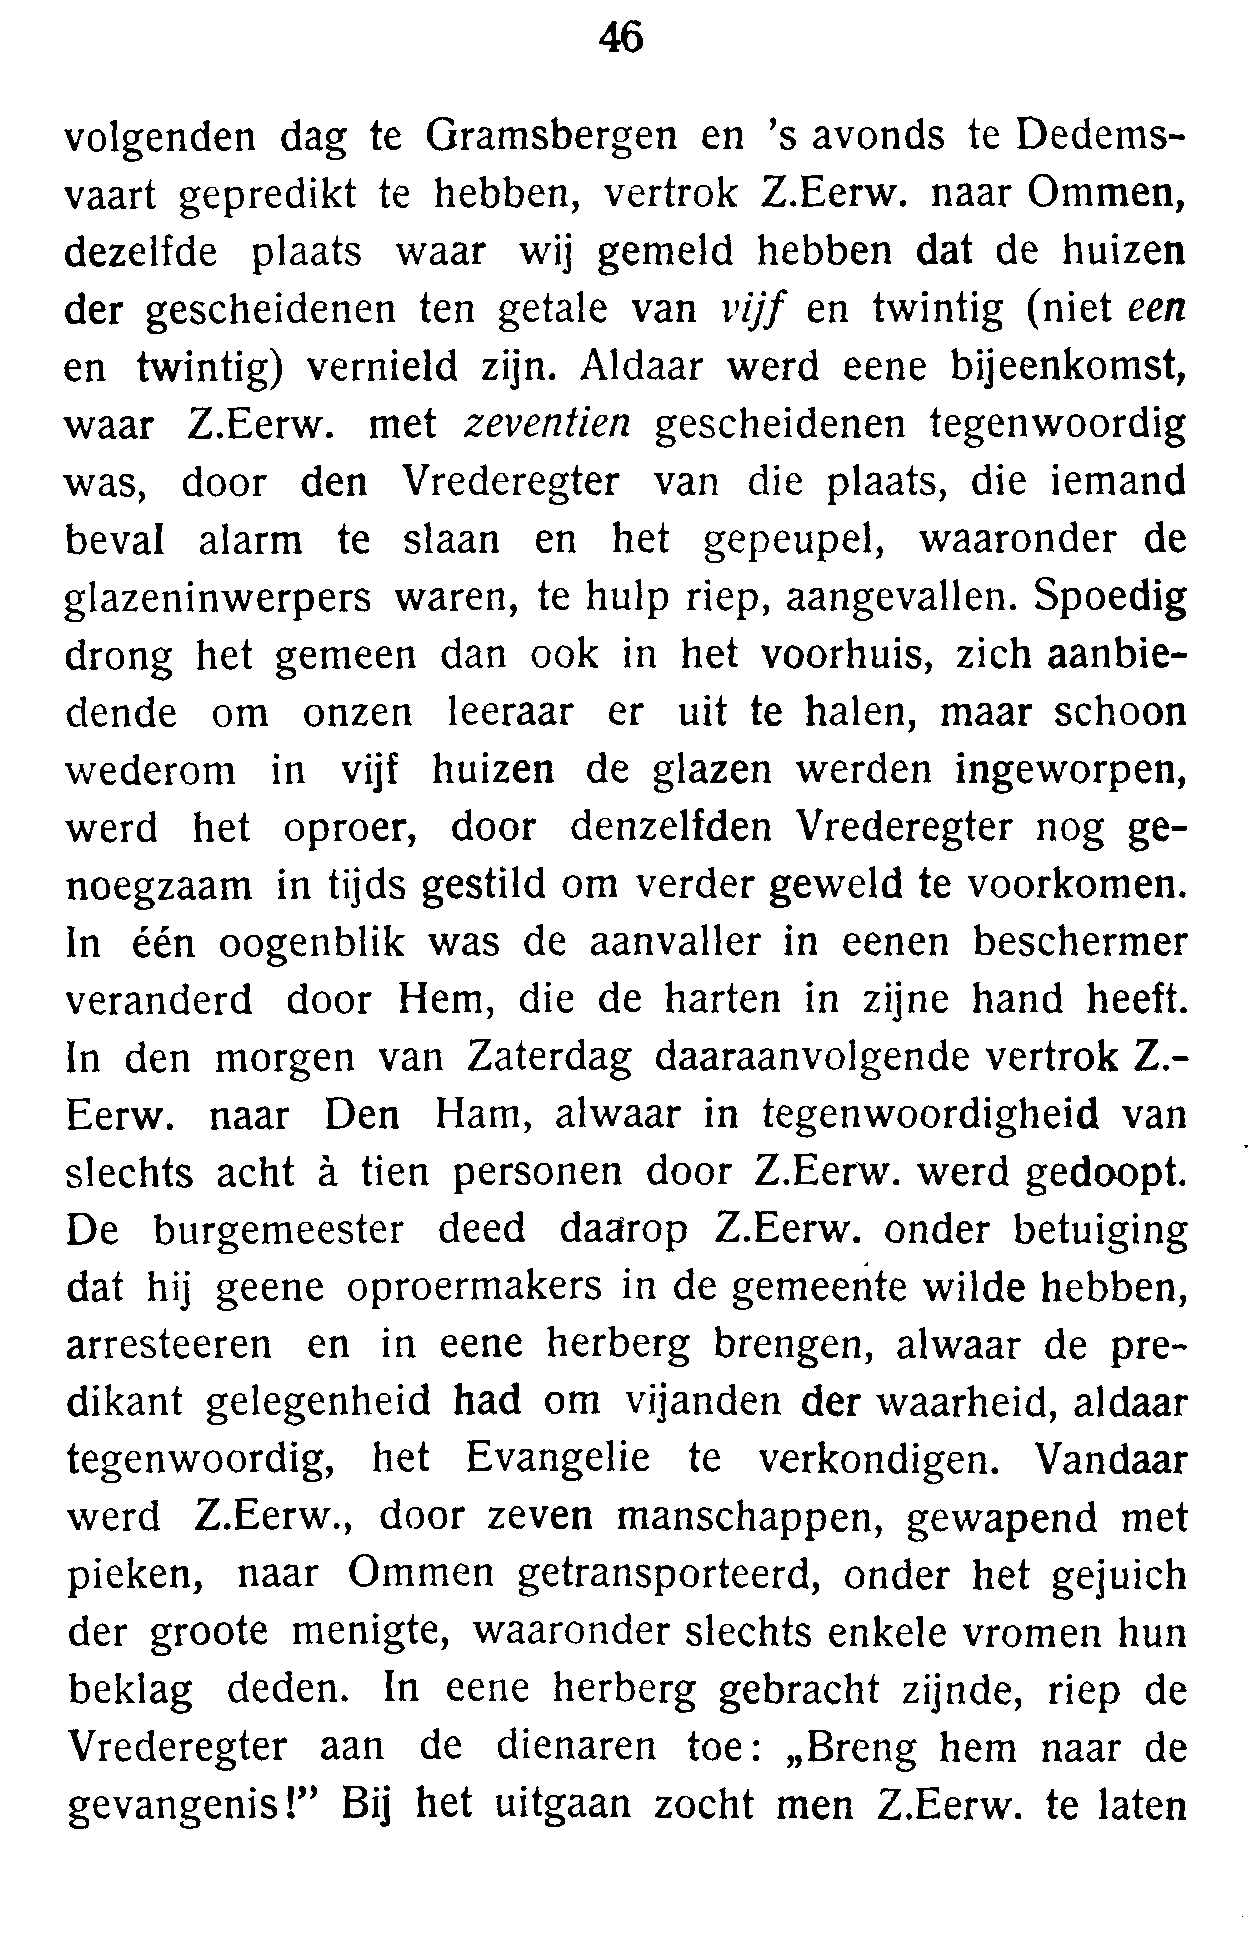 46
volgenden dag te Gramsbergen en 's avonds te Dedems-
vaart gepredikt te hebben, vertrok Z.Eerw. naar Ommen,
dezelfde plaats waar wij gemeld hebben dat de huizen
der gescheidenen ten getale van vijf en twintig (niet een
en twintig) vernield zijn. Aldaar werd eene bijeenkomst,
waar Z.Eerw. met zeventien gescheidenen tegenwoordig
was, door den Vrederegter van die plaats, die iemand
beval alarm te slaan en het gepeupel, waaronder de
glazeninwerpers waren, te hulp riep, aangevallen. Spoedig
drong het gemeen dan ook in het voorhuis, zich aanbie-
dende om onzen leeraar er uit te halen, maar schoon
wederom in vijf huizen de glazen werden ingeworpen,
werd het oproer, door denzelfden Vrederegter nog ge-
noegzaam in tijds gestild om verder geweld te voorkomen.
In één oogenblik was de aanvaller in eenen beschermer
veranderd door Hem, die de harten in zijne hand heeft.
In den morgen van Zaterdag daaraanvolgende vertrok Z.-
Eerw. naar Den Ham, alwaar in tegenwoordigheid van
slechts acht à tien personen door Z.Eerw. werd gedoopt.
De burgemeester deed daarop Z.Eerw. onder betuiging
dat hij geene oproermakers in de gemeente wilde hebben,
arresteeren en in eene herberg brengen, alwaar de pre-
dikant gelegenheid had om vijanden der waarheid, aldaar
tegenwoordig, het Evangelie te verkondigen. Vandaar
werd Z.Eerw., door zeven manschappen, gewapend met
pieken, naar Ommen getransporteerd, onder het gejuich
der groote menigte, waaronder slechts enkele vromen hun
beklag deden. In eene herberg gebracht zijnde, riep de
Vrederegter aan de dienaren toe: „Breng hem naar de
gevangenis!” Bij het uitgaan zocht men Z.Eerw. te laten